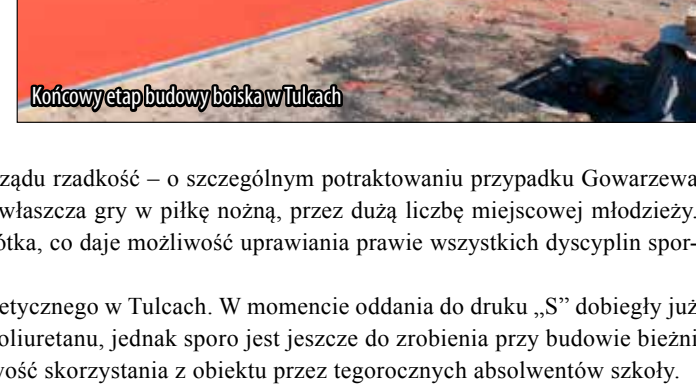 Końcowy etap budowy boiska w Tulcach
rządu rzadkość – o szczególnym potraktowaniu przypadku Gowarzewa
właszcza gry w piłkę nożną, przez dużą liczbę miejscowej młodzieży.
ótka, co daje możliwość uprawiania prawie wszystkich dyscyplin spor-
etycznego w Tulcach. W momencie oddania do druku „S” dobiegły już
oliuretanu, jednak sporo jest jeszcze do zrobienia przy budowie bieżni
wość skorzystania z obiektu przez tegorocznych absolwentów szkoły.